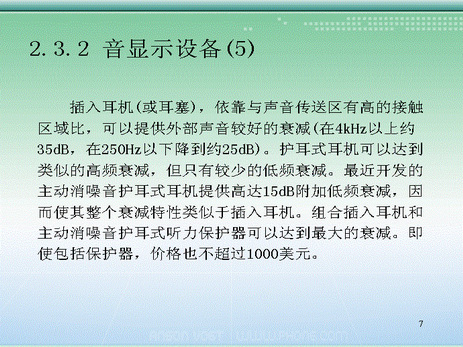 2.3.2 音显示设备(5)
插入耳机(或耳塞)，依靠与声音传送区有高的接触
区域比，可以提供外部声音较好的衰减(在4kHz以上约
35dB，在250Hz以下降到约25dB)。护耳式耳机可以达到
类似的高频衰减，但只有较少的低频衰减。最近开发的
主动消噪音护耳式耳机提供高达15dB附加低频衰减，因
而使其整个衰减特性类似于插入耳机。组合插入耳机和
主动消噪音护耳式听力保护器可以达到最大的衰减。即
使包括保护器，价格也不超过1000美元。
7